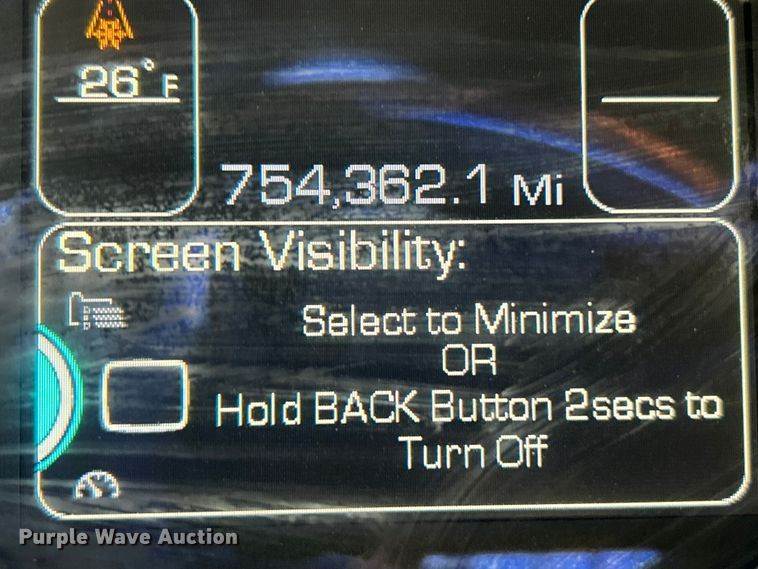 26° F
754,362.1 Mi
Screen Visibility:
Select to Minimize
OR
Hold BACK Button 2secs to
Turn Off
Purple Wave Auction